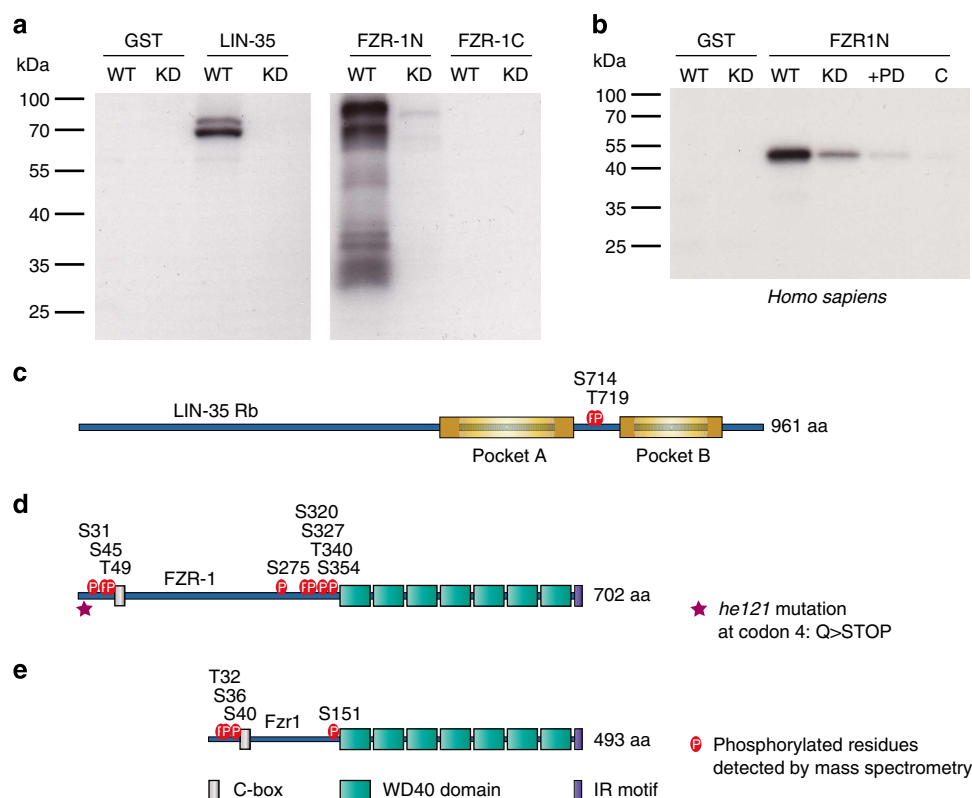 a
GST LIN-35 FZR-1N FZR-1C
kDa WT KD WT KD WT KD WT KD
100
70
55
40
35
25
b
GST FZR1N
kDa WT KD WT KD +PD C
100
70
55
40
35
25
Homo sapiens
c
S714
T719
LIN-35 Rb
P
961 aa
Pocket A Pocket B
d
S320
S31 S327
S45 T340
T49 FZR-1 S275 S354
P P P P P P
702 aa
he121 mutation
at codon 4: Q>STOP
e
T32
S36
S40 Fzr1 S151
P P P
493 aa
P Phosphorylated residues
detected by mass spectrometry
C-box WD40 domain IR motif